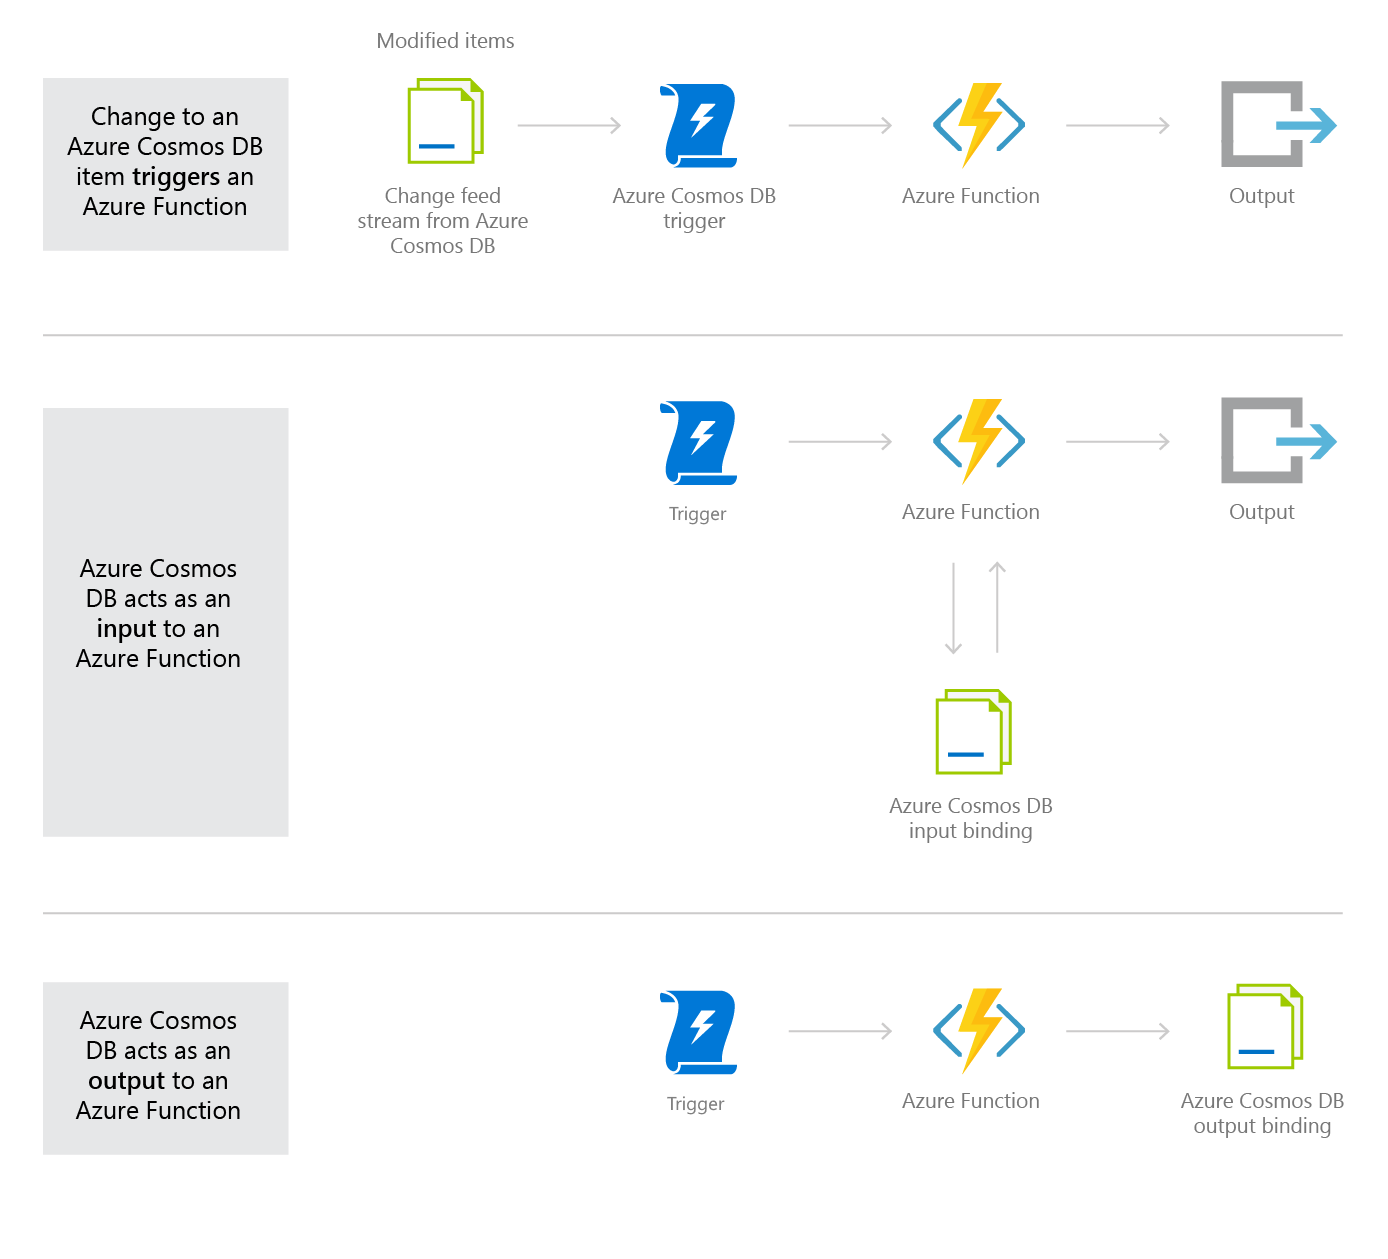 Modified items
Change to an
Azure Cosmos DB
item triggers an
Azure Function
Change feed
stream from Azure
Cosmos DB
Azure Cosmos DB
trigger
Azure Function
Output
Azure Cosmos
DB acts as an
input to an
Azure Function
Trigger
Azure Function
Output
Azure Cosmos DB
input binding
Azure Cosmos
DB acts as an
output to an
Azure Function
Trigger
Azure Function
Azure Cosmos DB
output binding